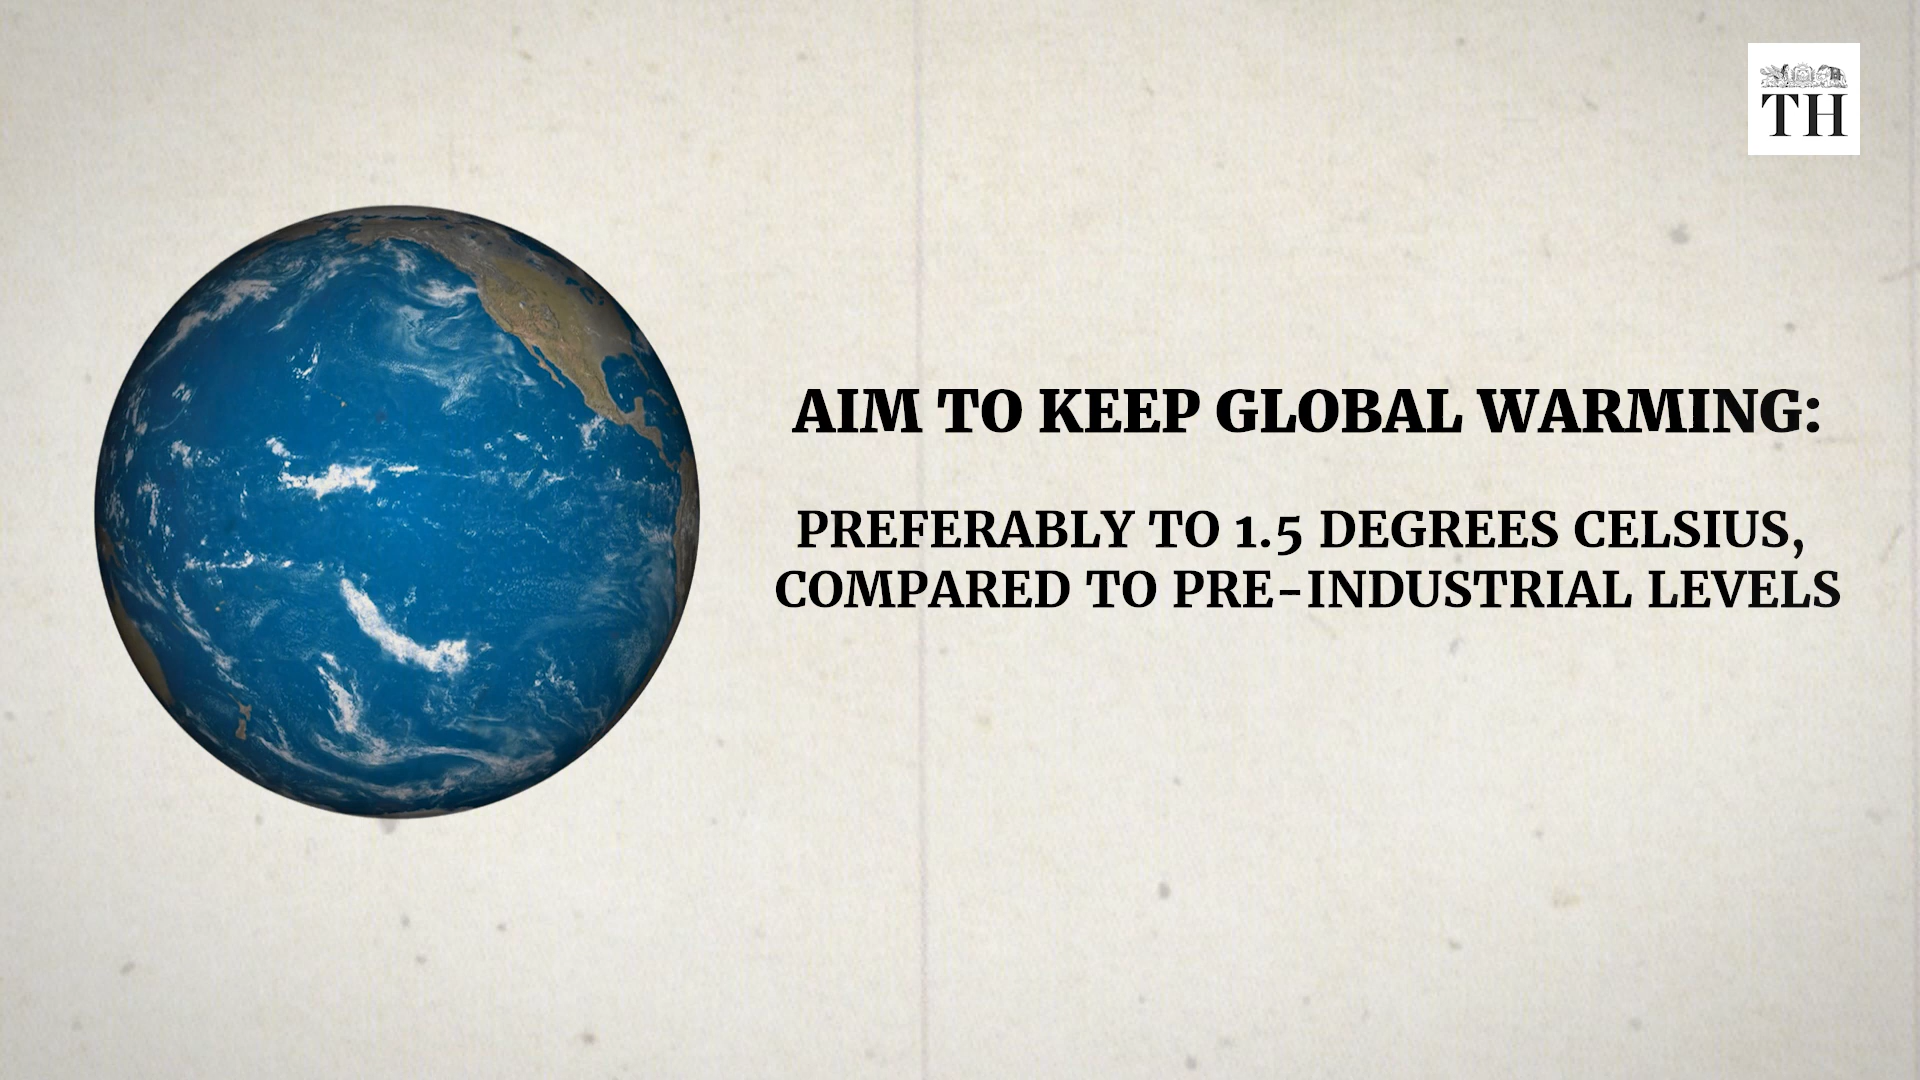 TH
AIM TO KEEP GLOBAL WARMING:
PREFERABLY TO 1.5 DEGREES CELSIUS,
COMPARED TO PRE-INDUSTRIAL LEVELS